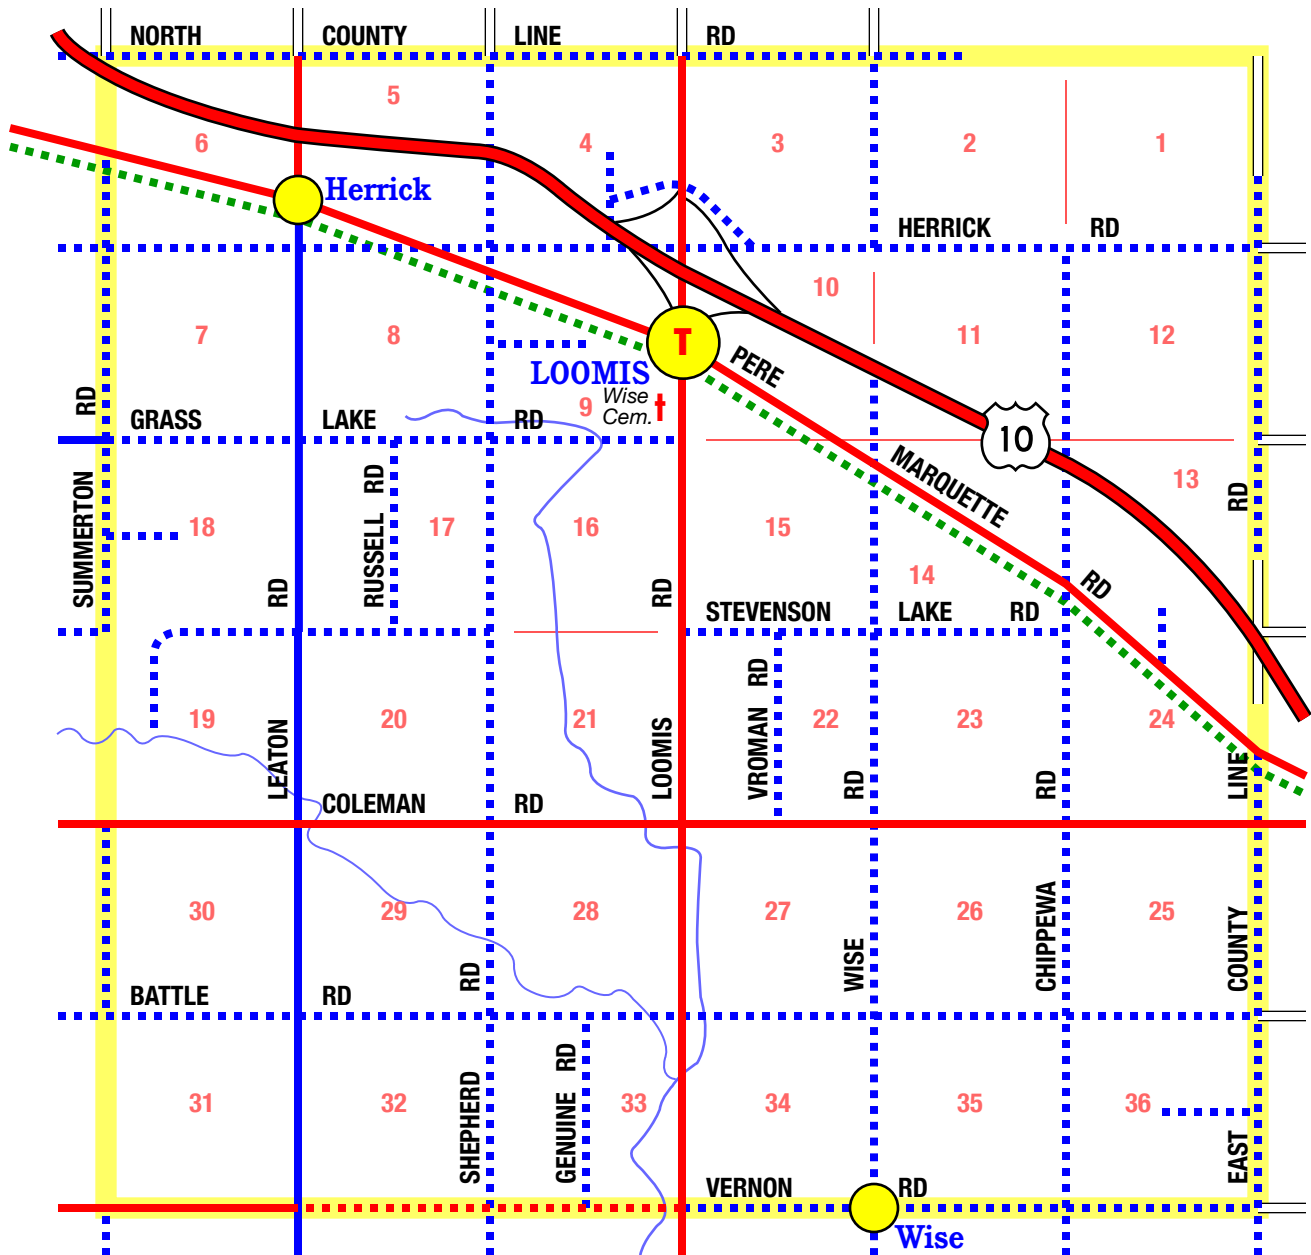 NORTH COUNTY LINE RD
5
6 4 3 2 1
Herrick
HERRICK RD
10
7 8 11 12
PERE MARQUETTE RD
T
LOOMIS
Wise
Cem.
9
GRASS LAKE RD
10
13
SUMMERTON RD
18 17 16 15
RUSSELL RD
14
STEVENSON LAKE RD
19 20 21 22 23 24
LEATON RD
LOOMIS RD
VROMAN RD
COLEMAN RD
30 29 28 27 26 25
WISE RD
CHIPPEWA RD
EAST COUNTY LINE RD
BATTLE RD
SHEPHERD RD
GENUINE RD
31 32 33 34 35 36
VERNON RD
Wise